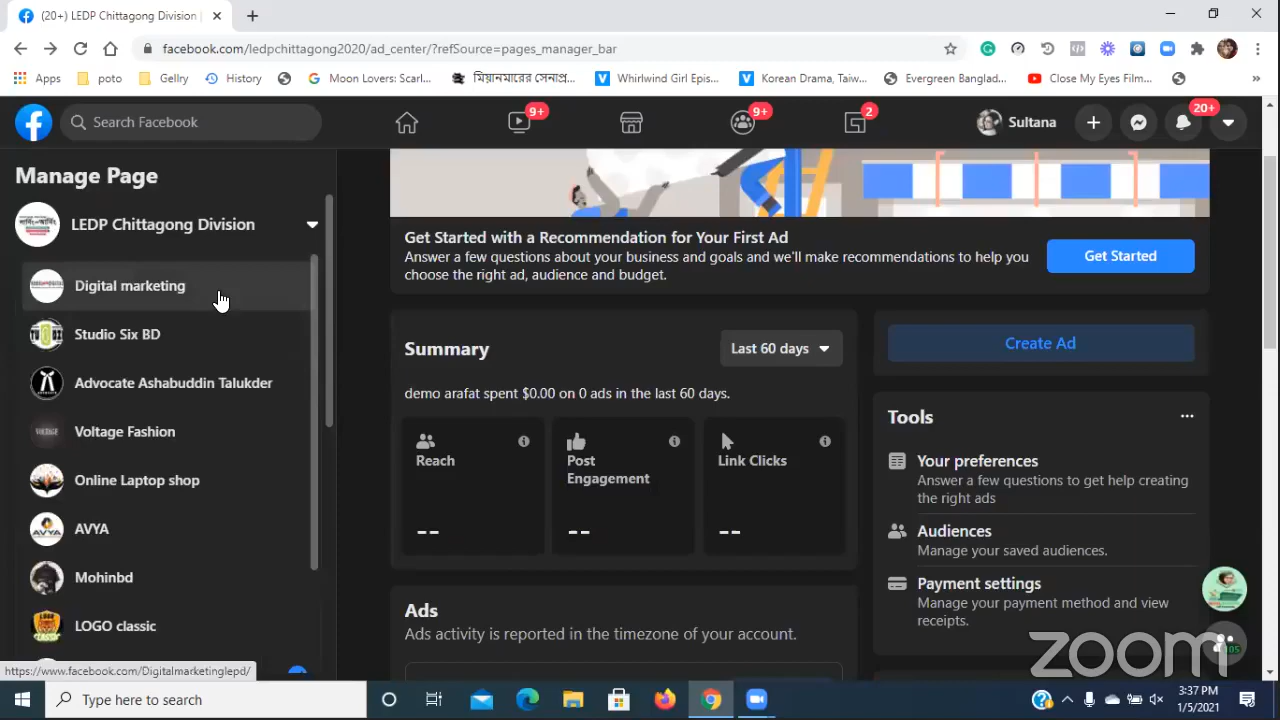 (20+) LEDP Chittagong Division |
facebook.com/ledpchittagong2020/ad_center/?refSource=pages_manager_bar
Apps
poto
Gellry
History
Moon Lovers: Scarl...
মিয়ানমারের সেনাপ্র...
Whirlwind Girl Epis...
Korean Drama, Taiw...
Evergreen Banglad...
Close My Eyes Film...
»
Search Facebook
9+
9+
2
Sultana
20+
Manage Page
LEDP Chittagong Division
Digital marketing
Studio Six BD
Advocate Ashabuddin Talukder
Voltage Fashion
Online Laptop shop
AVYA
Mohinbd
LOGO classic
https://www.facebook.com/Digitalmarketinglepd/
Get Started with a Recommendation for Your First Ad
Answer a few questions about your business and goals and we'll make recommendations to help you
choose the right ad, audience and budget.
Get Started
Summary
Last 60 days
demo arafat spent $0.00 on 0 ads in the last 60 days.
Reach
--
Post
Engagement
--
Link Clicks
--
Ads
Ads activity is reported in the timezone of your account.
Create Ad
Tools
Your preferences
Answer a few questions to get help creating
the right ads
Audiences
Manage your saved audiences.
Payment settings
Manage your payment method and view
receipts.
zoom
Type here to search
3:37 PM
1/5/2021